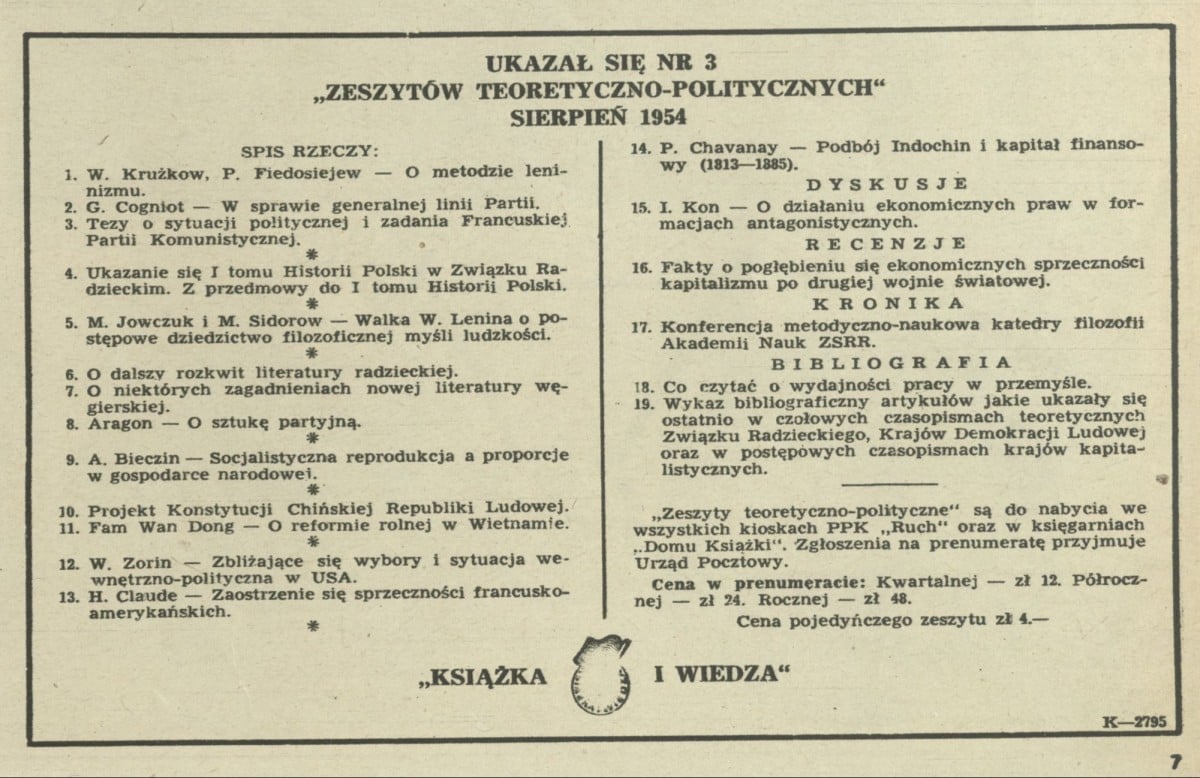 UKAZAŁ SIĘ NR 3
„ZESZYTÓW TEORETYCZNO-POLITYCZNYCH“
SIERPIEŃ 1954
SPIS RZECZY:
1. W. Krużkow, P. Fiedosiejew — O metodzie leni-
nizmu.
2. G. Cogniot — W sprawie generalnej linii Partii.
3. Tezy o sytuacji politycznej i zadania Francuskiej
Partii Komunistycznej.
*
4. Ukazanie się I tomu Historii Polski w Związku Ra-
dzieckim. Z przedmowy do I tomu Historii Polski.
*
5. M. Jowczuk i M. Sidorow — Walka W. Lenina o po-
stępowe dziedzictwo filozoficznej myśli ludzkości.
*
6. O dalszy rozkwit literatury radzieckiej.
7. O niektórych zagadnieniach nowej literatury wę-
gierskiej.
8. Aragon — O sztukę partyjną.
*
9. A. Bieczin — Socjalistyczna reprodukcja a proporcje
w gospodarce narodowej.
*
10. Projekt Konstytucji Chińskiej Republiki Ludowej.
11. Fam Wan Dong — O reformie rolnej w Wietnamie.
*
12. W. Zorin — Zbliżające się wybory i sytuacja we-
wnętrzno-polityczna w USA.
13. H. Claude — Zaostrzenie się sprzeczności francusko-
amerykańskich.
*
14. P. Chavanay — Podbój Indochin i kapitał finanso-
wy (1813—1885).
DYSKUSJE
15. I. Kon — O działaniu ekonomicznych praw w for-
macjach antagonistycznych.
RECENZJE
16. Fakty o pogłębieniu się ekonomicznych sprzeczności
kapitalizmu po drugiej wojnie światowej.
KRONIKA
17. Konferencja metodyczno-naukowa katedry filozofii
Akademii Nauk ZSRR.
BIBLIOGRAFIA
18. Co czytać o wydajności pracy w przemyśle.
19. Wykaz bibliograficzny artykułów jakie ukazały się
ostatnio w czołowych czasopismach teoretycznych
Związku Radzieckiego, Krajów Demokracji Ludowej
oraz w postępowych czasopismach krajów kapita-
listycznych.
„Zeszyty teoretyczno-polityczne“ są do nabycia we
wszystkich kioskach PPK „Ruch“ oraz w księgarniach
„Domu Książki“. Zgłoszenia na prenumeratę przyjmuje
Urząd Pocztowy.
Cena w prenumeracie: Kwartalnej — zł 12. Półrocz-
nej — zł 24. Rocznej — zł 48.
Cena pojedyńczego zeszytu zł 4.—
„KSIĄŻKA I WIEDZA“
K—2795
7